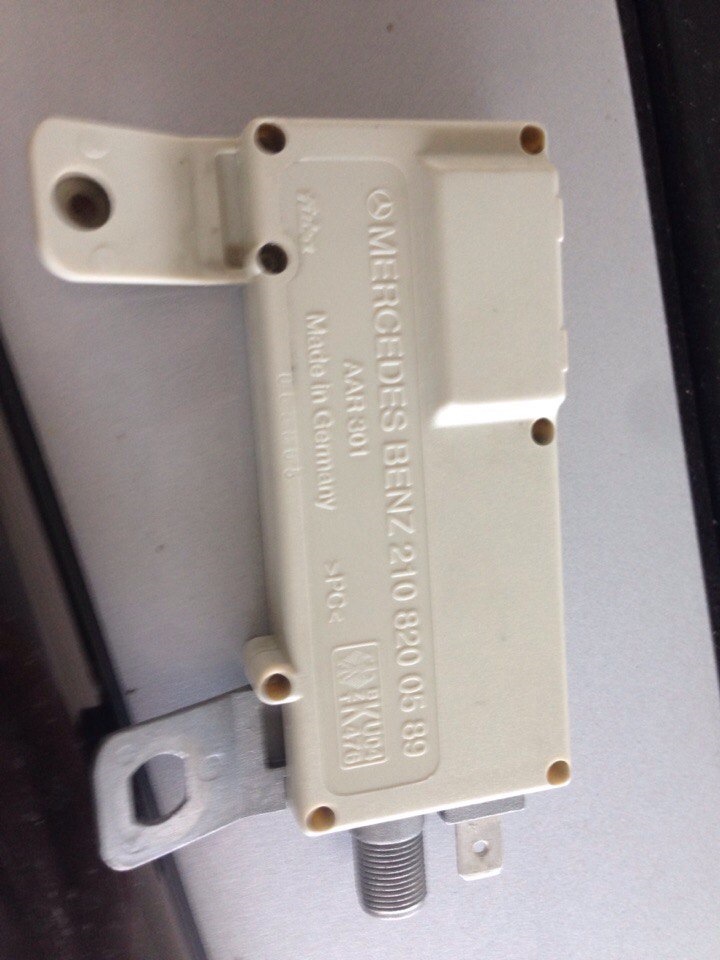 MERCEDES BENZ 210 820 05 89
AAR 301
Made in Germany
>PC<